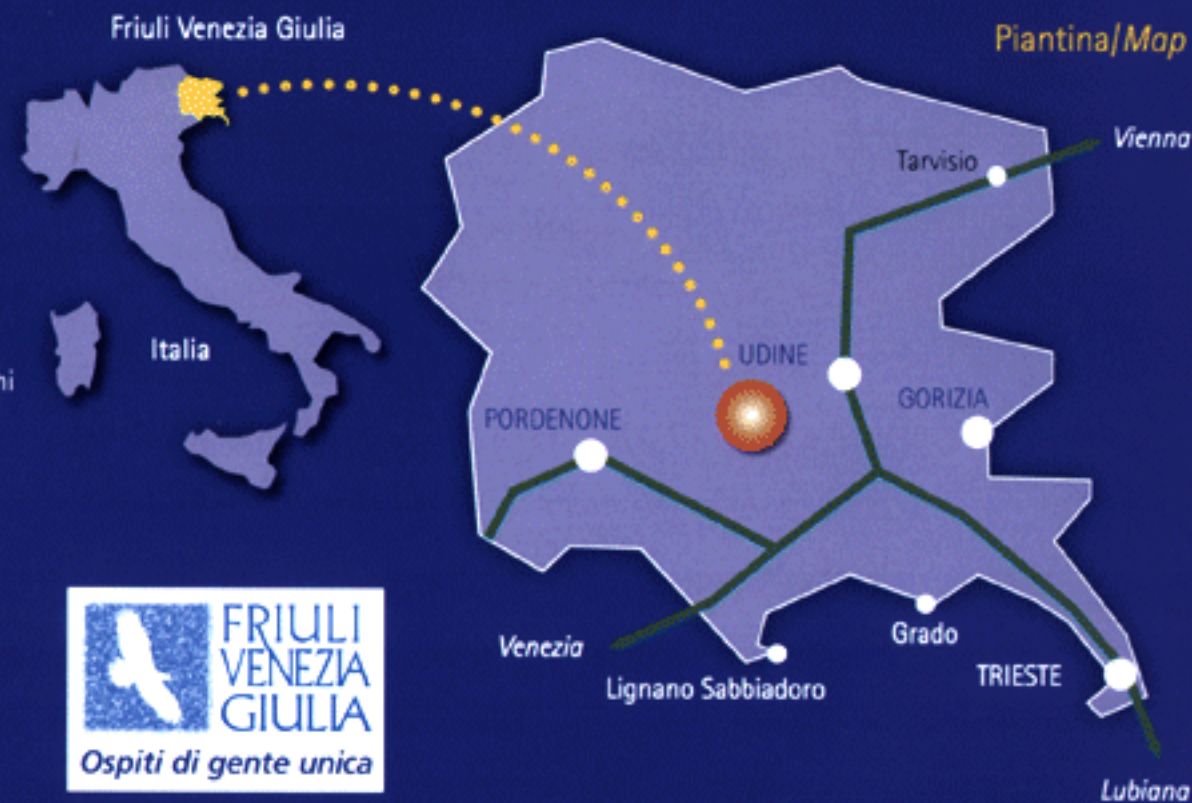 Friuli Venezia Giulia
Piantina/Map
Vienna
Tarvisio
Italia
UDINE
GORIZIA
PORDENONE
Venezia
Grado
Lignano Sabbiadoro
TRIESTE
Lubiana
FRIULI
VENEZIA
GIULIA
Ospiti di gente unica